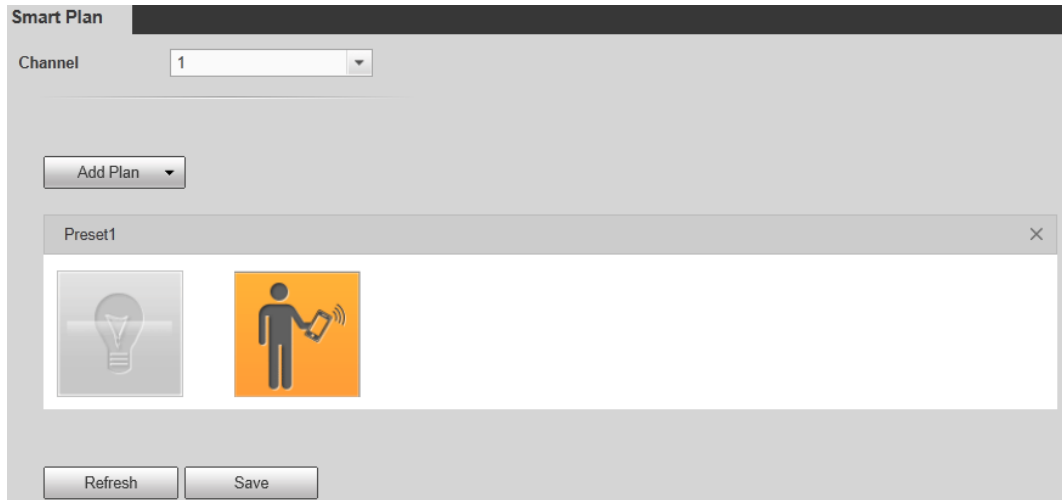 Smart Plan
Channel 1
Add Plan
Preset1
Refresh Save